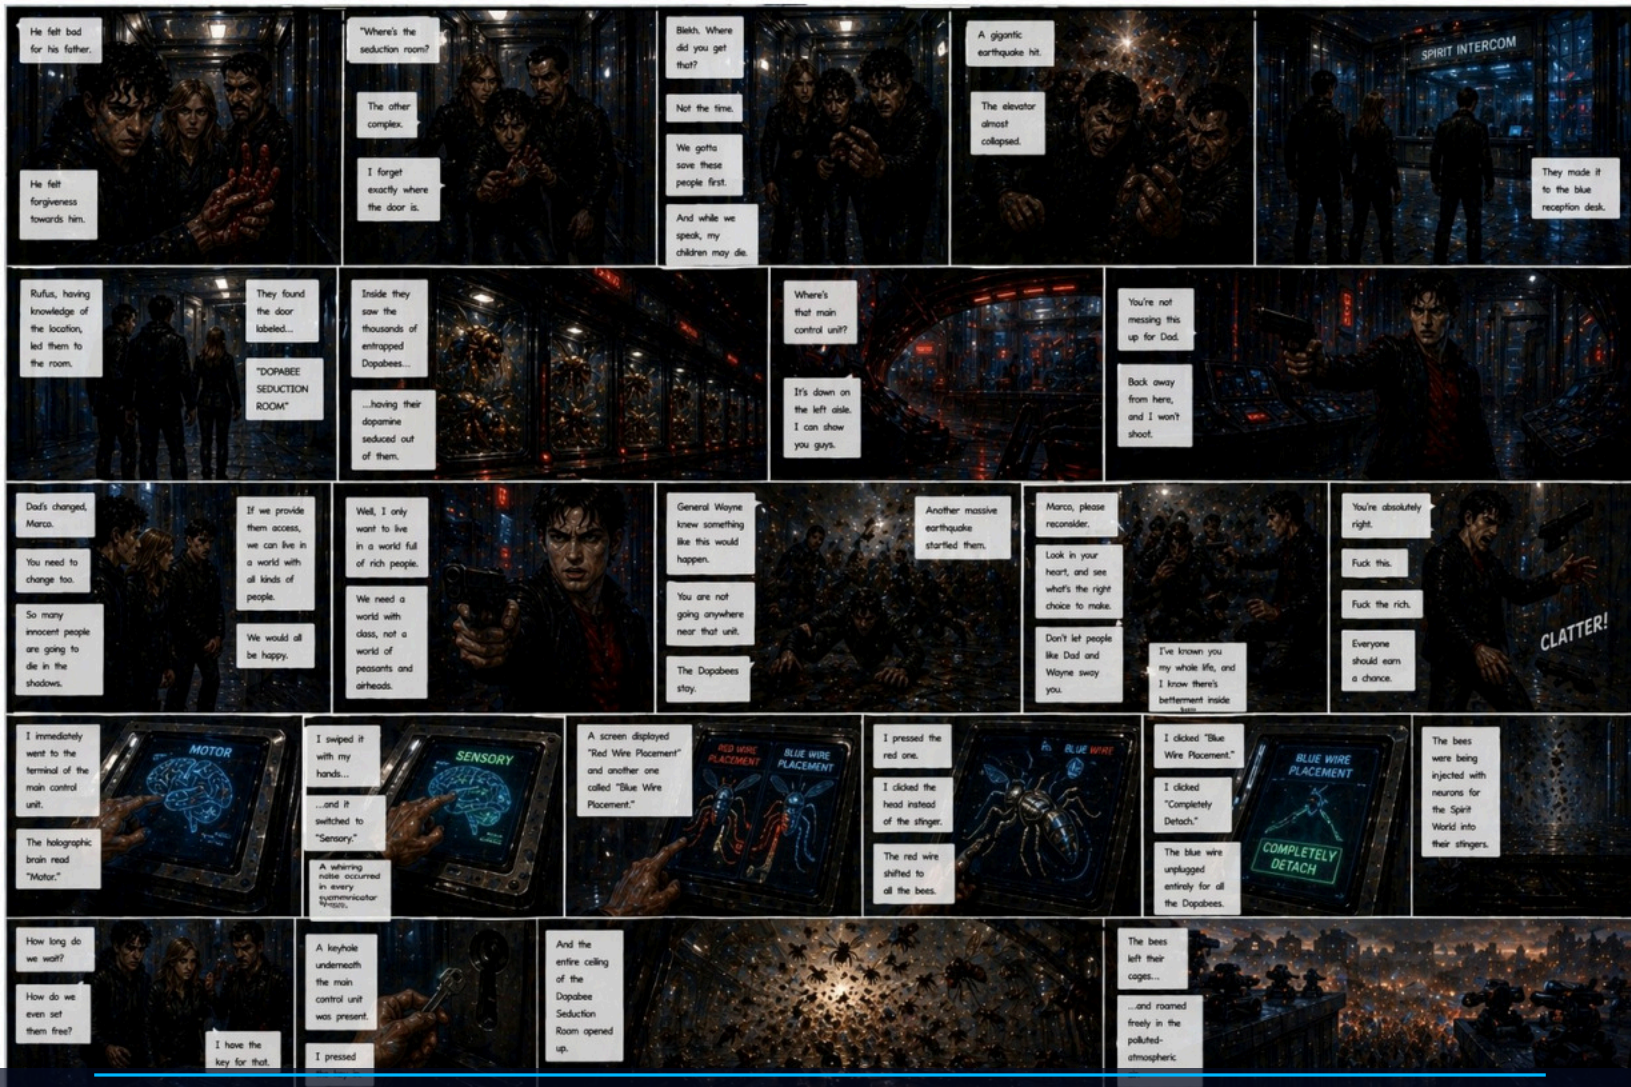 He felt bad
for his father.
He felt
forgiveness
towards him.
"Where's the
seduction room?
The other
complex.
I forget
exactly where
the door is.
Blekh. Where
did you get
that?
Not the time.
We gotta
save these
people first.
And while we
speak, my
children may die.
A gigantic
earthquake hit.
The elevator
almost
collapsed.
SPIRIT INTERCOM
They made it
to the blue
reception desk.
Rufus, having
knowledge of
the location,
led them to
the room.
They found
the door
labeled...
"DOPABEE
SEDUCTION
ROOM"
Inside they
saw the
thousands of
entrapped
Dopabees...
...having their
dopamine
seduced out
of them.
Where's
that main
control unit?
It's down on
the left aisle.
I can show
you guys.
You're not
messing this
up for Dad.
Back away
from here,
and I won't
shoot.
Dad's changed,
Marco.
You need to
change too.
So many
innocent people
are going to
die in the
shadows.
If we provide
them access,
we can live in
a world with
all kinds of
people.
We would all
be happy.
Well, I only
want to live
in a world full
of rich people.
We need a
world with
class, not a
world of
peasants and
airheads.
General Wayne
knew something
like this would
happen.
You are not
going anywhere
near that unit.
The Dopabees
stay.
Another massive
earthquake
startled them.
Marco, please
reconsider.
Look in your
heart, and see
what's the right
choice to make.
Don't let people
like Dad and
Wayne sway
you.
I've known you
my whole life, and
I know there's
betterment inside
You're absolutely
right.
Fuck this.
Fuck the rich.
Everyone
should earn
a chance.
CLATTER!
I immediately
went to the
terminal of the
main control
unit.
The holographic
brain read
"Motor."
MOTOR
I swiped it
with my
hands...
...and it
switched to
"Sensory."
A whirring
noise occurred
in every
SENSORY
A screen displayed
"Red Wire Placement"
and another one
called "Blue Wire
Placement."
RED WIRE
PLACEMENT
BLUE WIRE
PLACEMENT
I pressed the
red one.
I clicked the
head instead
of the stinger.
The red wire
shifted to
all the bees.
BLUE WIRE
I clicked "Blue
Wire Placement."
I clicked
"Completely
Detach."
The blue wire
unplugged
entirely for all
the Dopabees.
BLUE WIRE
PLACEMENT
COMPLETELY
DETACH
The bees
were being
injected with
neurons for
the Spirit
World into
their stingers.
How long do
we wait?
How do we
even set
them free?
I have the
key for that.
A keyhole
underneath
the main
control unit
was present.
I pressed
And the
entire ceiling
of the
Dopabee
Seduction
Room opened
up.
The bees
left their
cages...
...and roamed
freely in the
polluted-
atmospheric